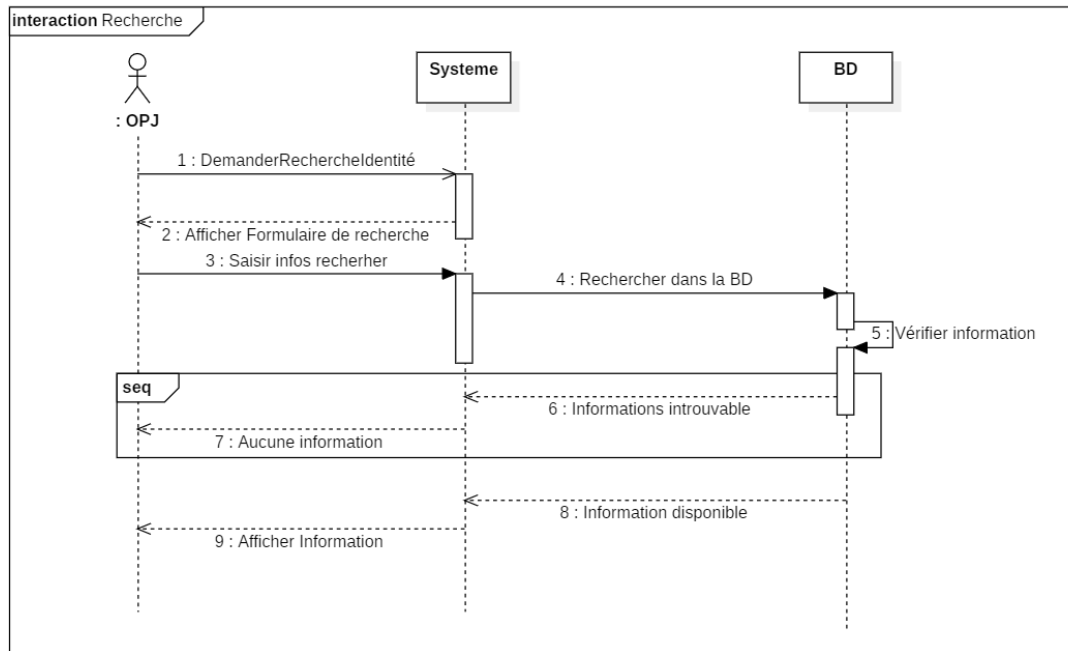 interaction Recherche
Systeme
BD
: OPJ
1 : DemanderRechercheIdentité
2 : Afficher Formulaire de recherche
3 : Saisir infos recherher
4 : Rechercher dans la BD
5 : Vérifier information
seq
6 : Informations introuvable
7 : Aucune information
8 : Information disponible
9 : Afficher Information